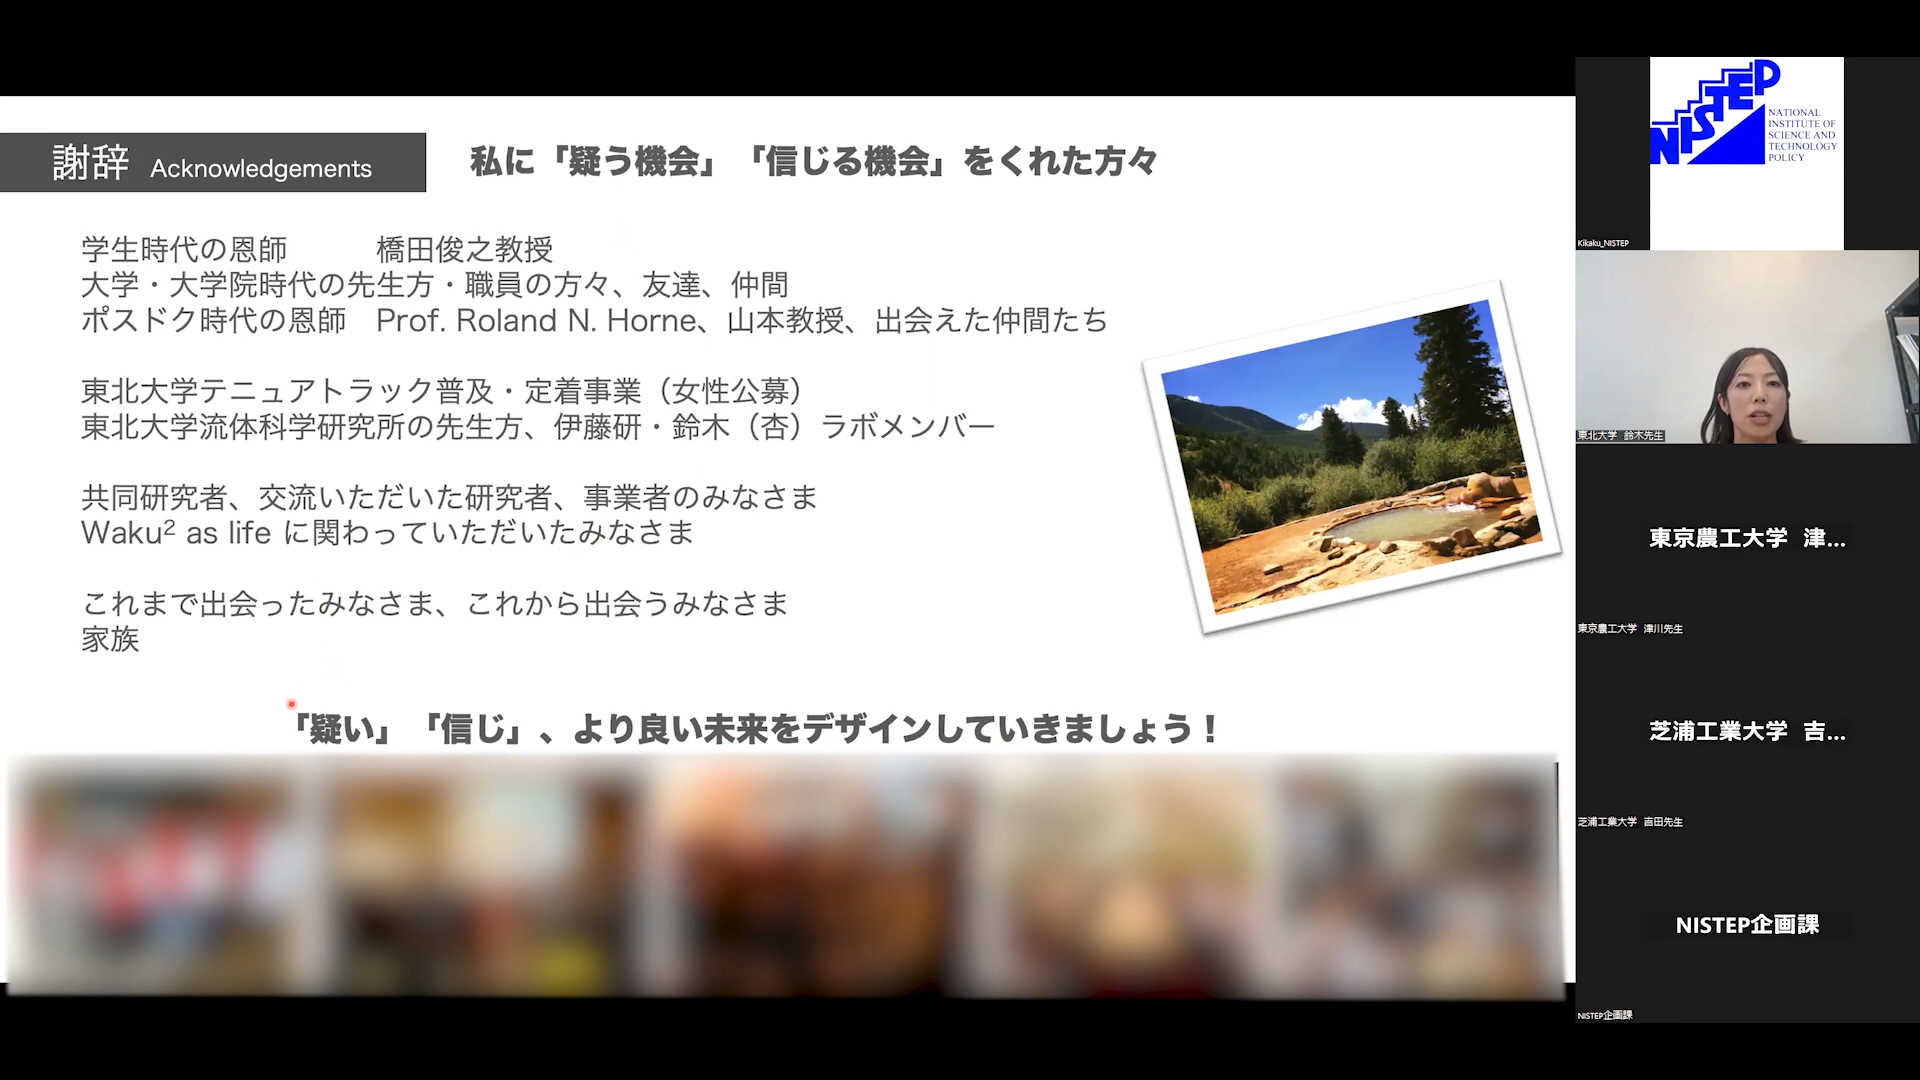 謝辞 Acknowledgements
私に「疑う機会」「信じる機会」をくれた方々
学生時代の恩師　　　橋田俊之教授
大学・大学院時代の先生方・職員の方々、友達、仲間
ポスドク時代の恩師　Prof. Roland N. Horne、山本教授、出会えた仲間たち
東北大学テニュアトラック普及・定着事業（女性公募）
東北大学流体科学研究所の先生方、伊藤研・鈴木（杏）ラボメンバー
共同研究者、交流いただいた研究者、事業者のみなさま
Waku² as life に関わっていただいたみなさま
これまで出会ったみなさま、これから出会うみなさま
家族
「疑い」「信じ」、より良い未来をデザインしていきましょう！
NISTEP
NATIONAL
INSTITUTE OF
SCIENCE AND
TECHNOLOGY
POLICY
Kikaku_NISTEP
東北大学 鈴木先生
東京農工大学 津...
東京農工大学 津川先生
芝浦工業大学 吉...
芝浦工業大学 吉田先生
NISTEP企画課
NISTEP企画課